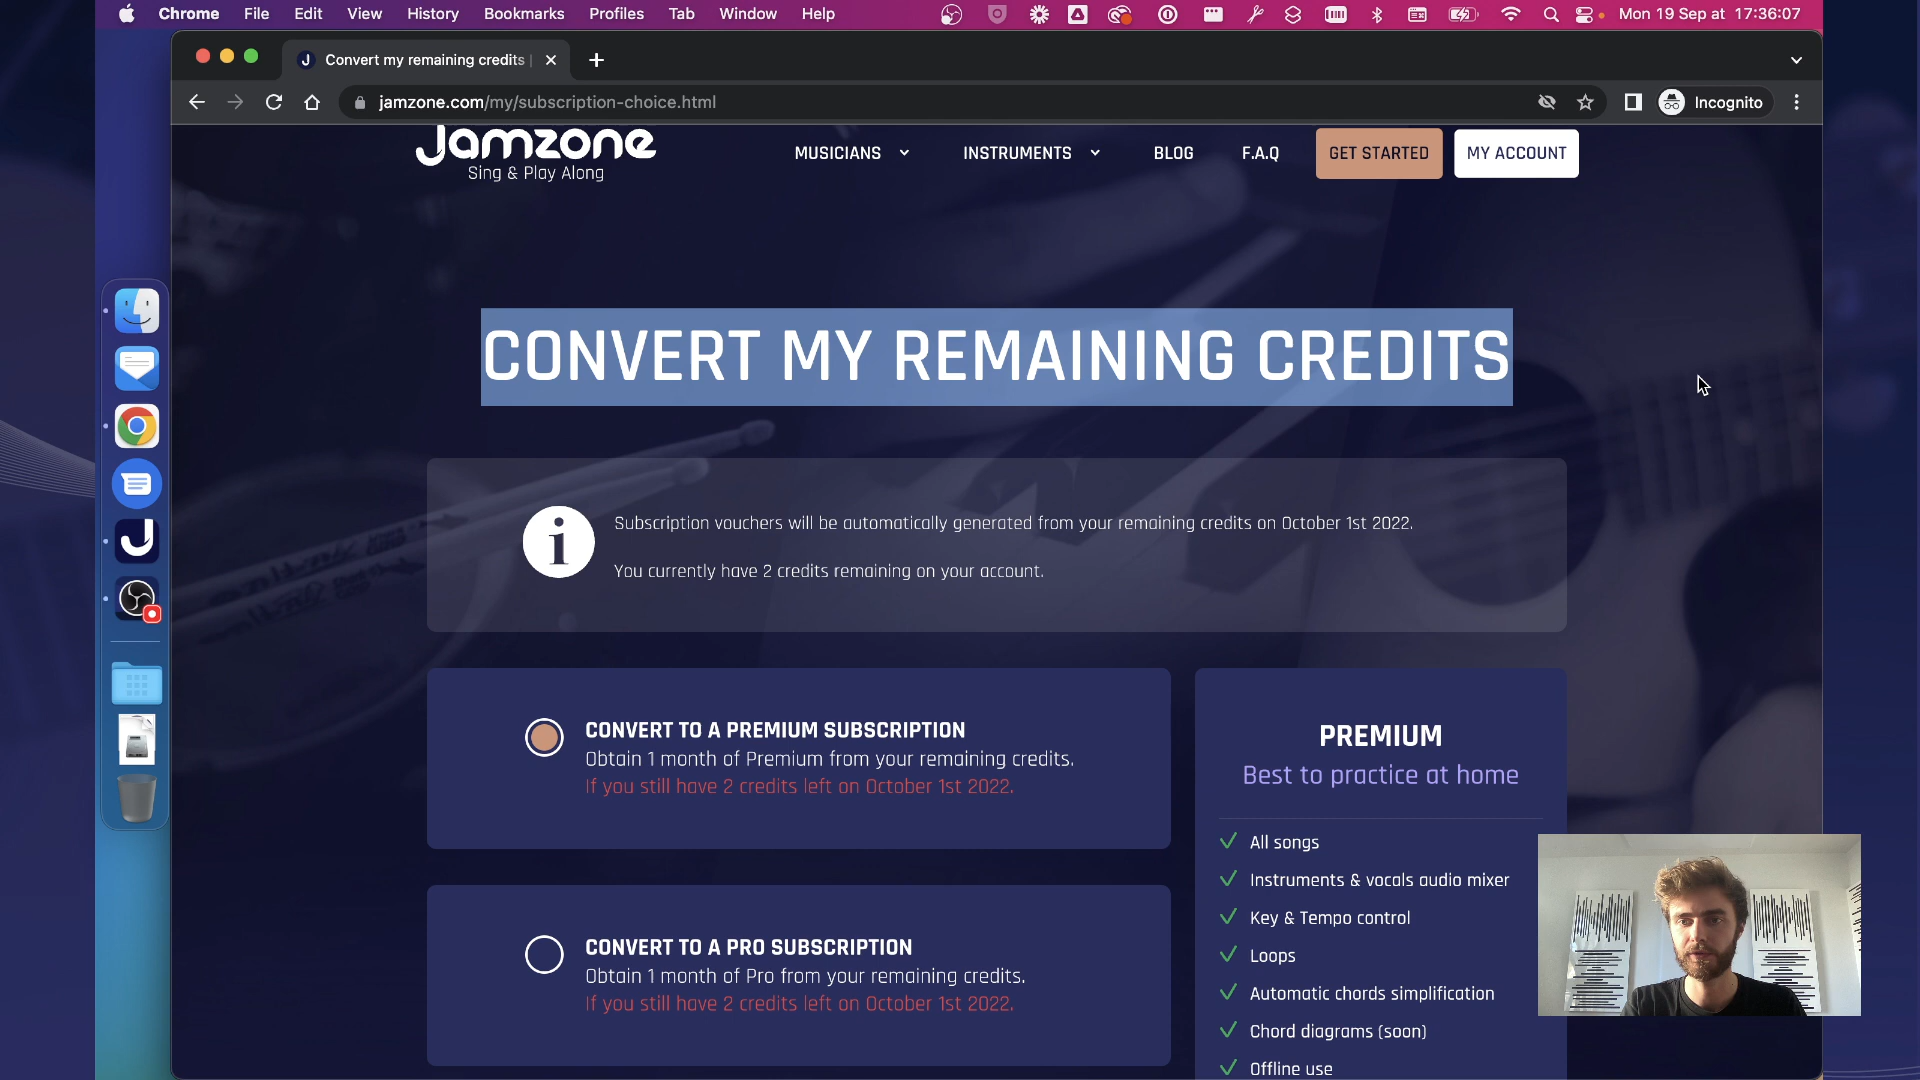 Chrome File Edit View History Bookmarks Profiles Tab Window Help Mon 19 Sep at 17:36:07
Convert my remaining credits |
jamzone.com/my/subscription-choice.html
Incognito
Jamzone
Sing & Play Along
MUSICIANS
INSTRUMENTS
BLOG
F.A.Q
GET STARTED
MY ACCOUNT
CONVERT MY REMAINING CREDITS
Subscription vouchers will be automatically generated from your remaining credits on October 1st 2022.
You currently have 2 credits remaining on your account.
CONVERT TO A PREMIUM SUBSCRIPTION
Obtain 1 month of Premium from your remaining credits.
If you still have 2 credits left on October 1st 2022.
CONVERT TO A PRO SUBSCRIPTION
Obtain 1 month of Pro from your remaining credits.
If you still have 2 credits left on October 1st 2022.
PREMIUM
Best to practice at home
All songs
Instruments & vocals audio mixer
Key & Tempo control
Loops
Automatic chords simplification
Chord diagrams (soon)
Offline use